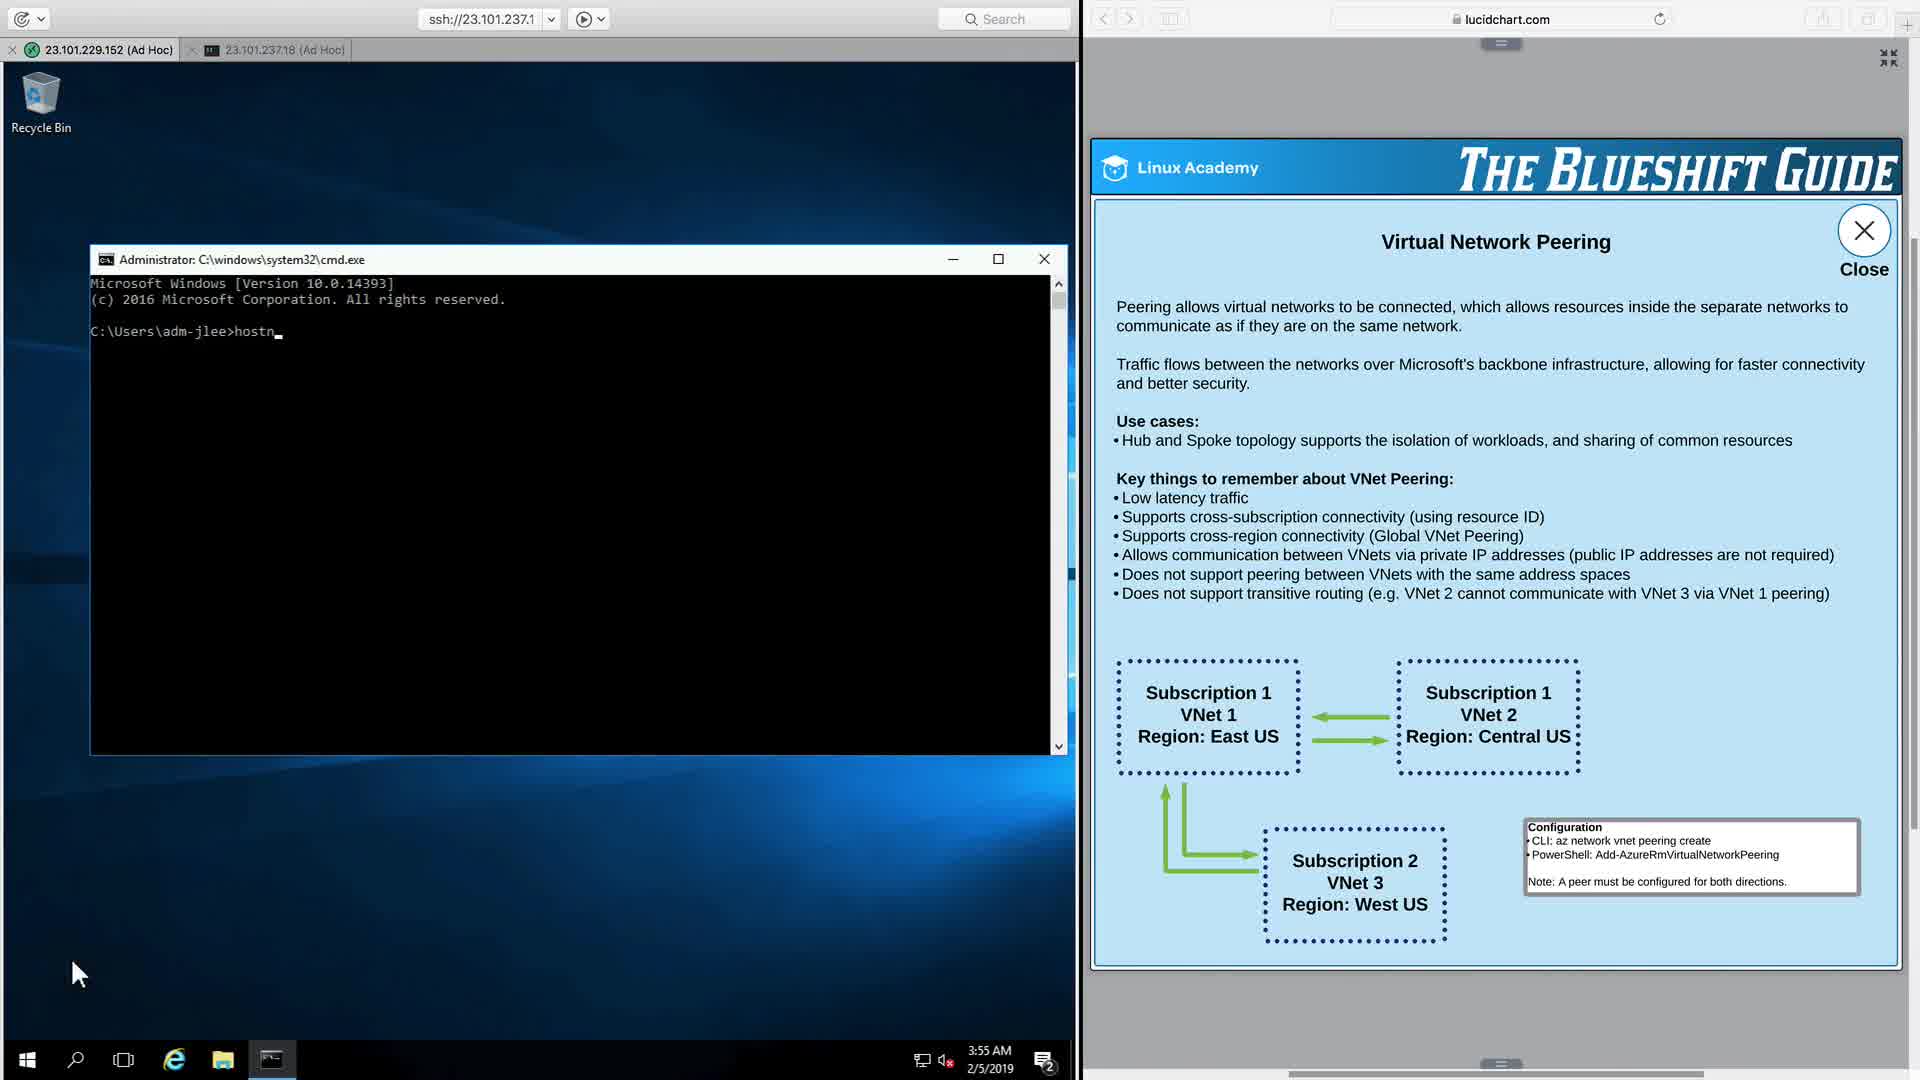 ssh://23.101.237.1
Search
23.101.229.152 (Ad Hoc)
23.101.237.18 (Ad Hoc)
Recycle Bin
Administrator: C:\windows\system32\cmd.exe
Microsoft Windows [Version 10.0.14393]
(c) 2016 Microsoft Corporation. All rights reserved.
C:\Users\adm-jlee>hostn
3:55 AM
2/5/2019
2
lucidchart.com
Linux Academy
THE BLUESHIFT GUIDE
Virtual Network Peering
Close
Peering allows virtual networks to be connected, which allows resources inside the separate networks to
communicate as if they are on the same network.
Traffic flows between the networks over Microsoft's backbone infrastructure, allowing for faster connectivity
and better security.
Use cases:
• Hub and Spoke topology supports the isolation of workloads, and sharing of common resources
Key things to remember about VNet Peering:
• Low latency traffic
• Supports cross-subscription connectivity (using resource ID)
• Supports cross-region connectivity (Global VNet Peering)
• Allows communication between VNets via private IP addresses (public IP addresses are not required)
• Does not support peering between VNets with the same address spaces
• Does not support transitive routing (e.g. VNet 2 cannot communicate with VNet 3 via VNet 1 peering)
Subscription 1
VNet 1
Region: East US
Subscription 1
VNet 2
Region: Central US
Subscription 2
VNet 3
Region: West US
Configuration
• CLI: az network vnet peering create
• PowerShell: Add-AzureRmVirtualNetworkPeering
Note: A peer must be configured for both directions.